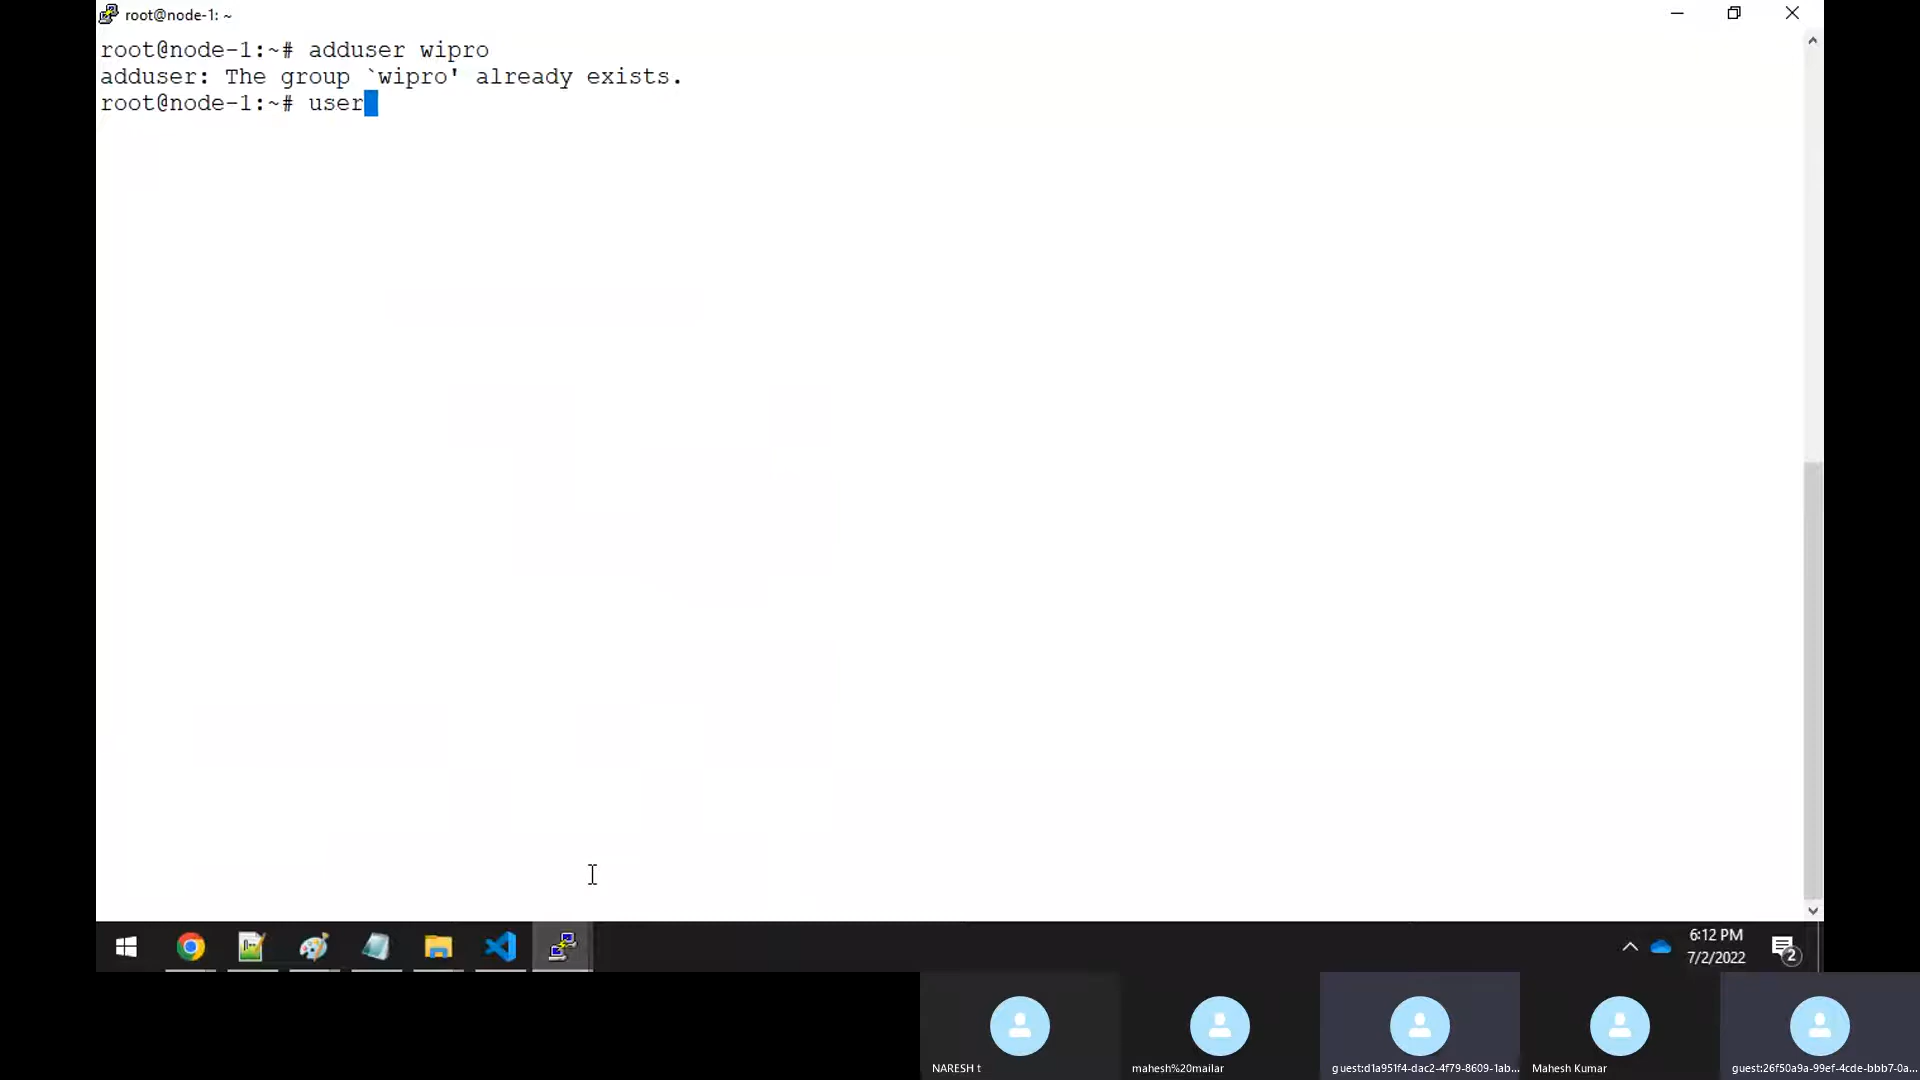 root@node-1: ~
root@node-1:~# adduser wipro
adduser: The group `wipro' already exists.
root@node-1:~# user
6:12 PM
7/2/2022
2
NARESH t
mahesh%20mailar
guest:d1a951f4-dac2-4f79-8609-1ab...
Mahesh Kumar
guest:26f50a9a-99ef-4cde-bbb7-0a...